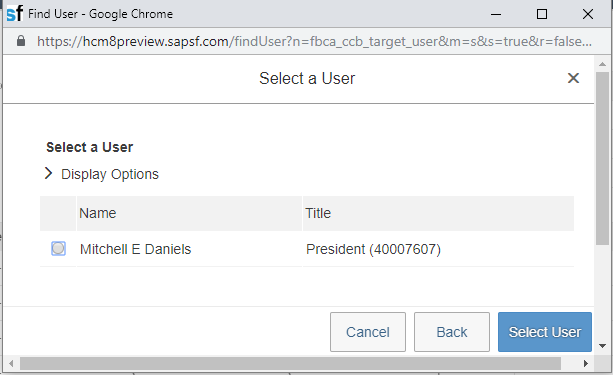 sf Find User - Google Chrome
https://hcm8preview.sapsf.com/findUser?n=fbca_ccb_target_user&m=s&s=true&r=false...
Select a User
Select a User
Display Options
Name Title
Mitchell E Daniels President (40007607)
Cancel Back Select User